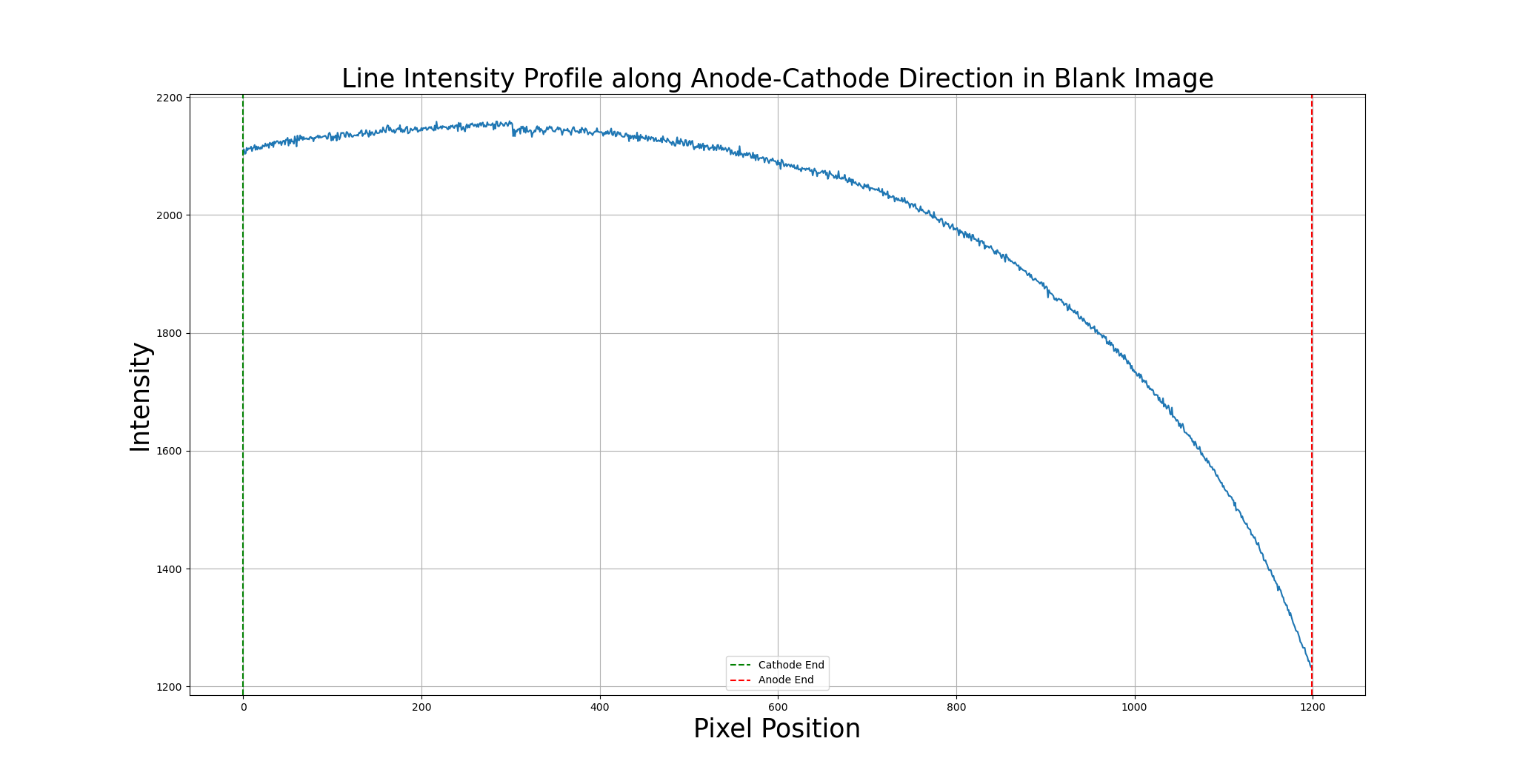 Line Intensity Profile along Anode-Cathode Direction in Blank Image
2200
2000
1800
1600
1400
1200
Intensity
Cathode End
Anode End
0 200 400 600 800 1000 1200
Pixel Position